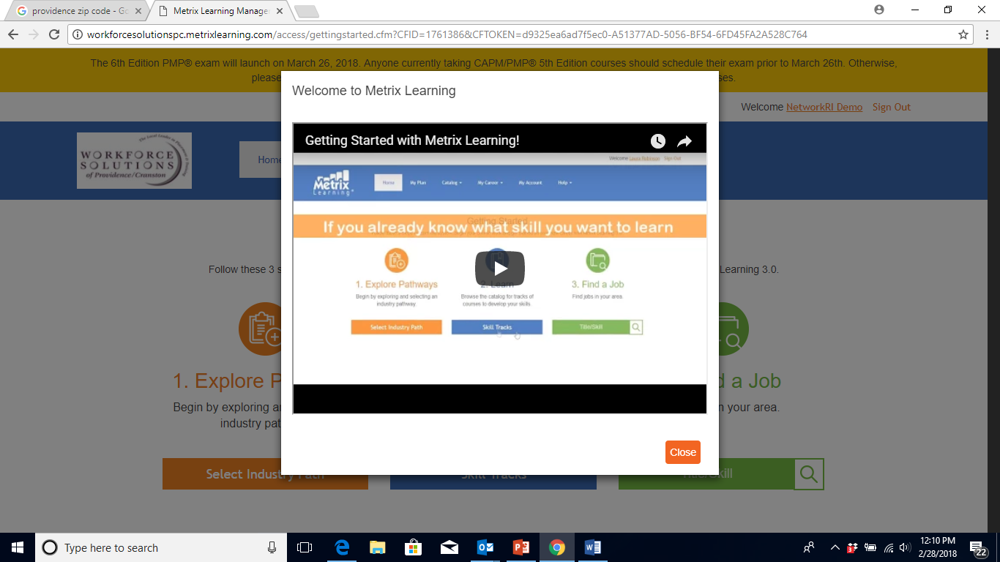 providence zip code - Go
Metrix Learning Manage
workforcesolutionspc.metrixlearning.com/access/gettingstarted.cfm?CFID=1761386&CFTOKEN=d9325ea6ad7f5ec0-A51377AD-5056-BF54-6FD45FA2A528C764
The 6th Edition PMP® exam will launch on March 26, 2018. Anyone currently taking CAPM/PMP® 5th Edition courses should schedule their exam prior to March 26th. Otherwise,
pleas
ses.
Welcome to Metrix Learning
Welcome NetworkRI Demo Sign Out
WORKFORCE
SOLUTIONS
of Providence/Cranston
Home
Getting Started with Metrix Learning!
Welcome Laura Robinson Sign Out
Metrix
Learning
Home My Plan Catalog My Career My Account Help
Getting Started
If you already know what skill you want to learn
1. Explore Pathways 2. Learn 3. Find a Job
Begin by exploring and selecting an
industry pathway.
Browse the catalog for tracks of
courses to develop your skills
Find jobs in your area.
Select Industry Path Skill Tracks Title/Skill
Follow these 3 s
Learning 3.0.
1. Explore P
d a Job
Begin by exploring a
n your area.
industry pat
Close
Select Industry Path Skill Tracks Title/Skill
Type here to search
12:10 PM
2/28/2018
22